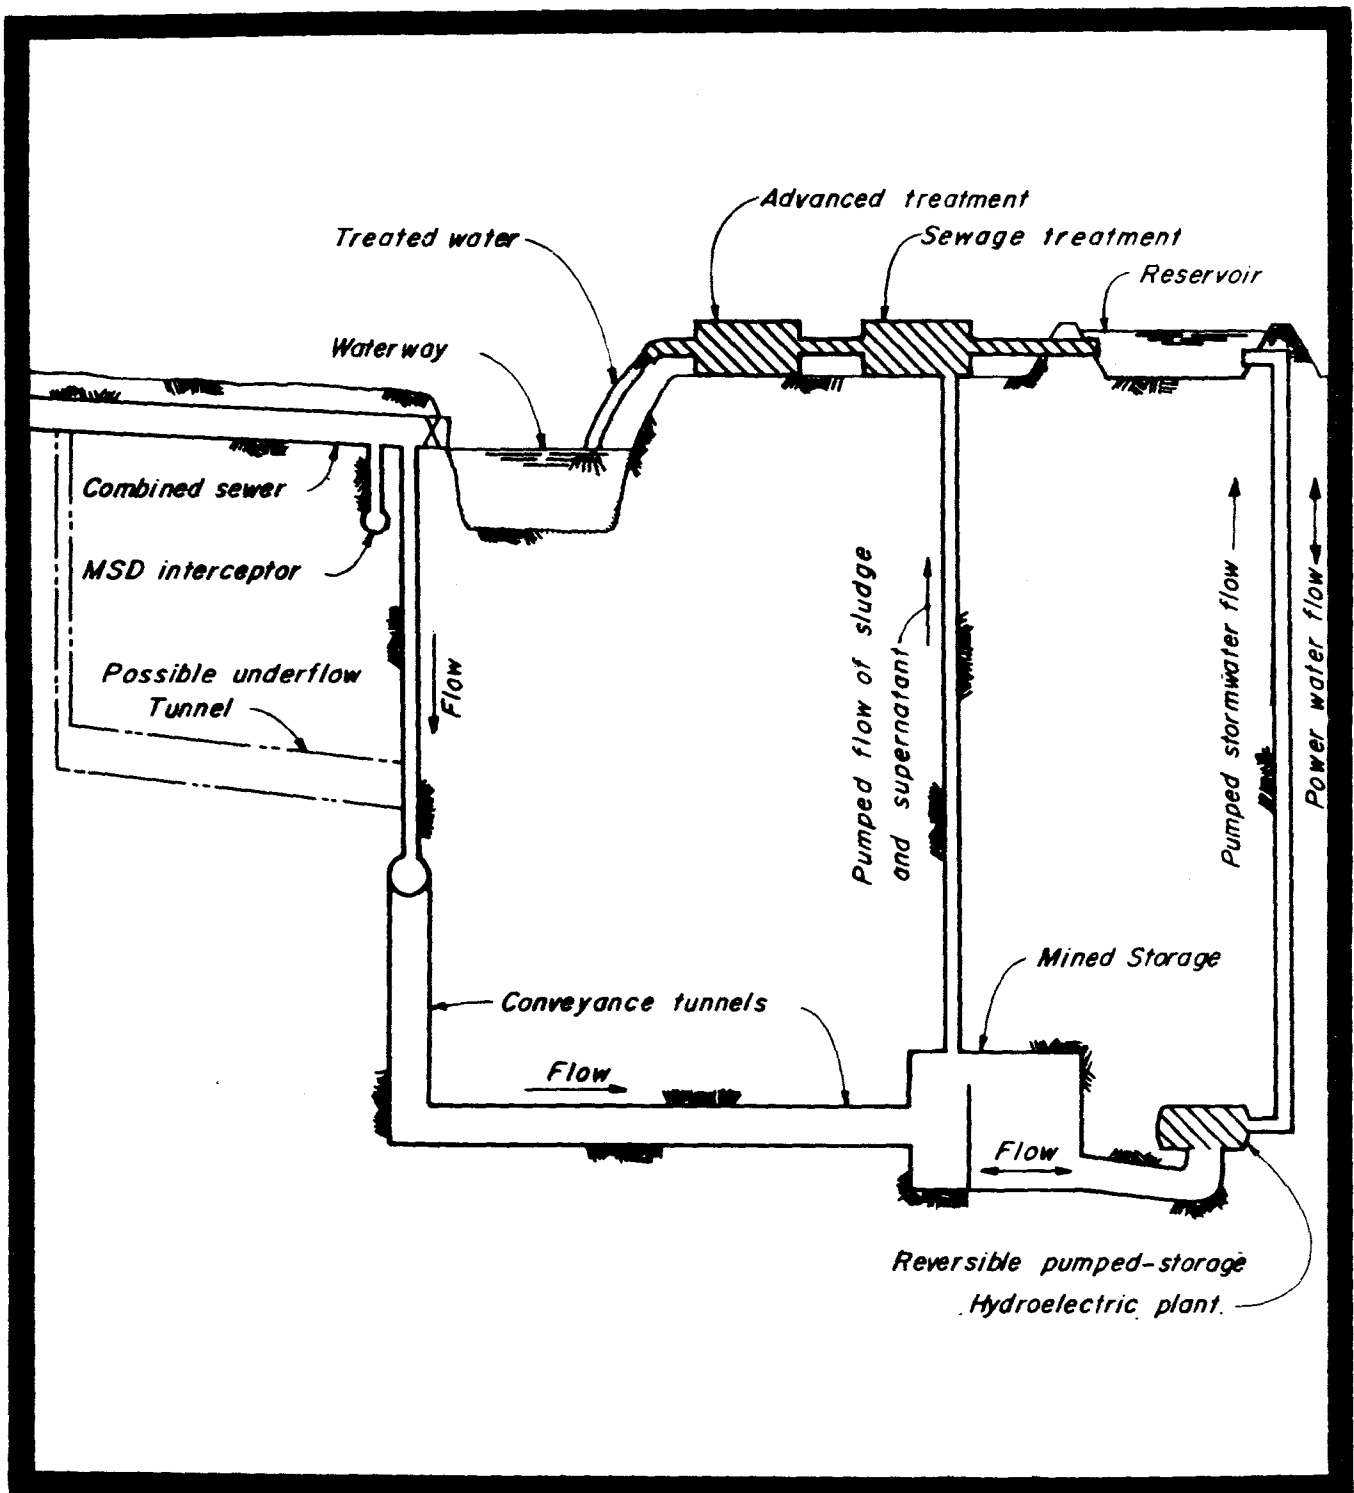 Advanced treatment
Treated water
Sewage treatment
Reservoir
Waterway
Combined sewer
MSD interceptor
Possible underflow
Tunnel
Flow
Pumped flow of sludge
and supernatant
Pumped stormwater flow
Power water flow
Mined Storage
Conveyance tunnels
Flow
Flow
Reversible pumped-storage
Hydroelectric plant.